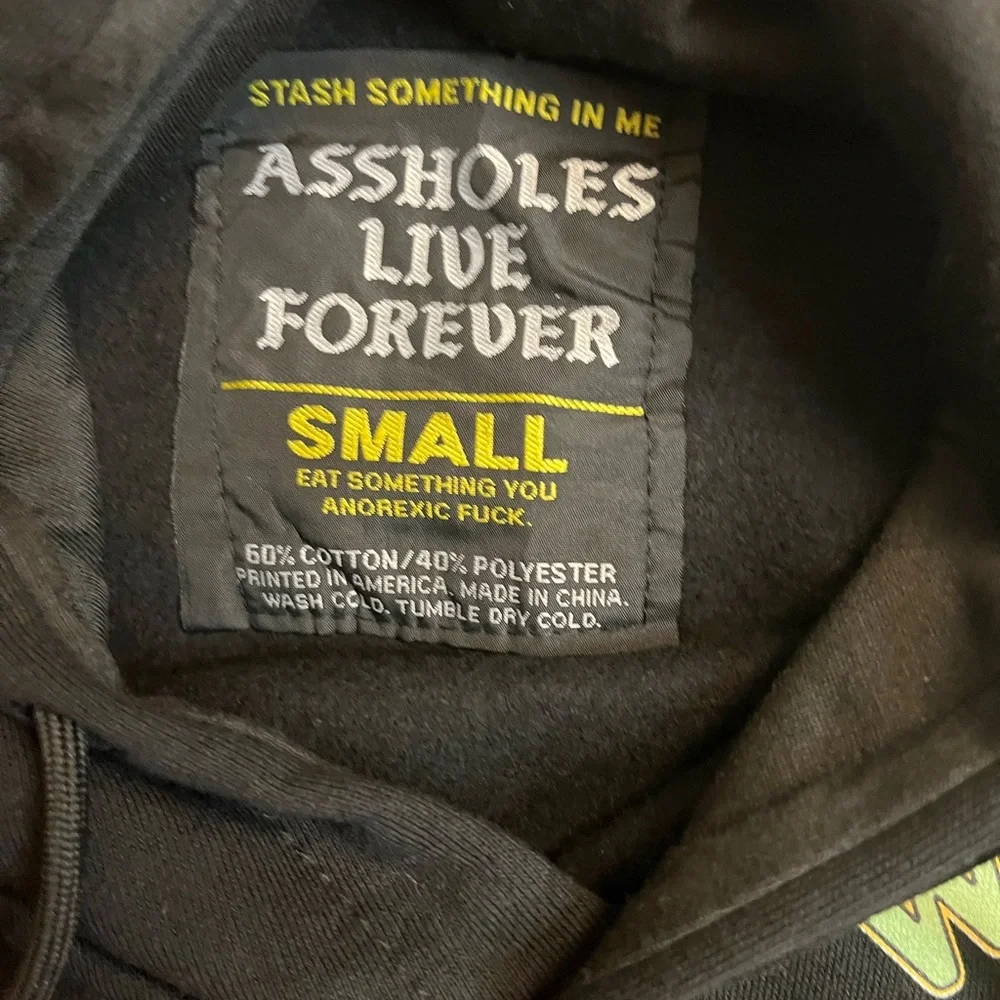 STASH SOMETHING IN ME
ASSHOLES
LIVE
FOREVER
SMALL
EAT SOMETHING YOU
ANOREXIC FUCK.
60% COTTON/40% POLYESTER
PRINTED IN AMERICA. MADE IN CHINA.
WASH COLD. TUMBLE DRY COLD.